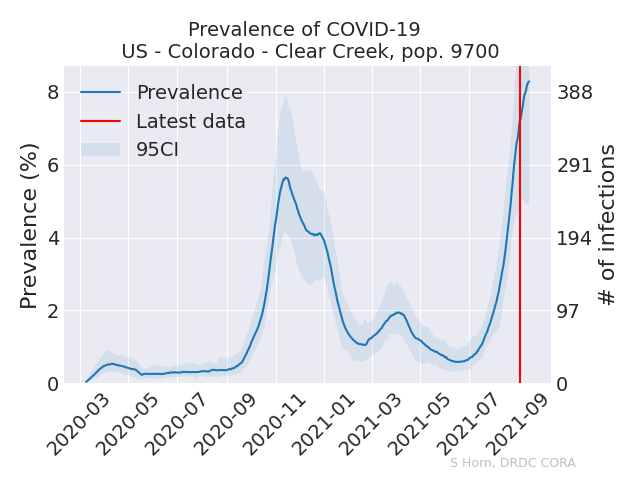 Prevalence of COVID-19
US - Colorado - Clear Creek, pop. 9700
Prevalence
Latest data
95CI
Prevalence (%)
8
6
4
2
0
388
291
194
97
0
# of infections
2020-03
2020-05
2020-07
2020-09
2020-11
2021-01
2021-03
2021-05
2021-07
2021-09
S Horn, DRDC CORA